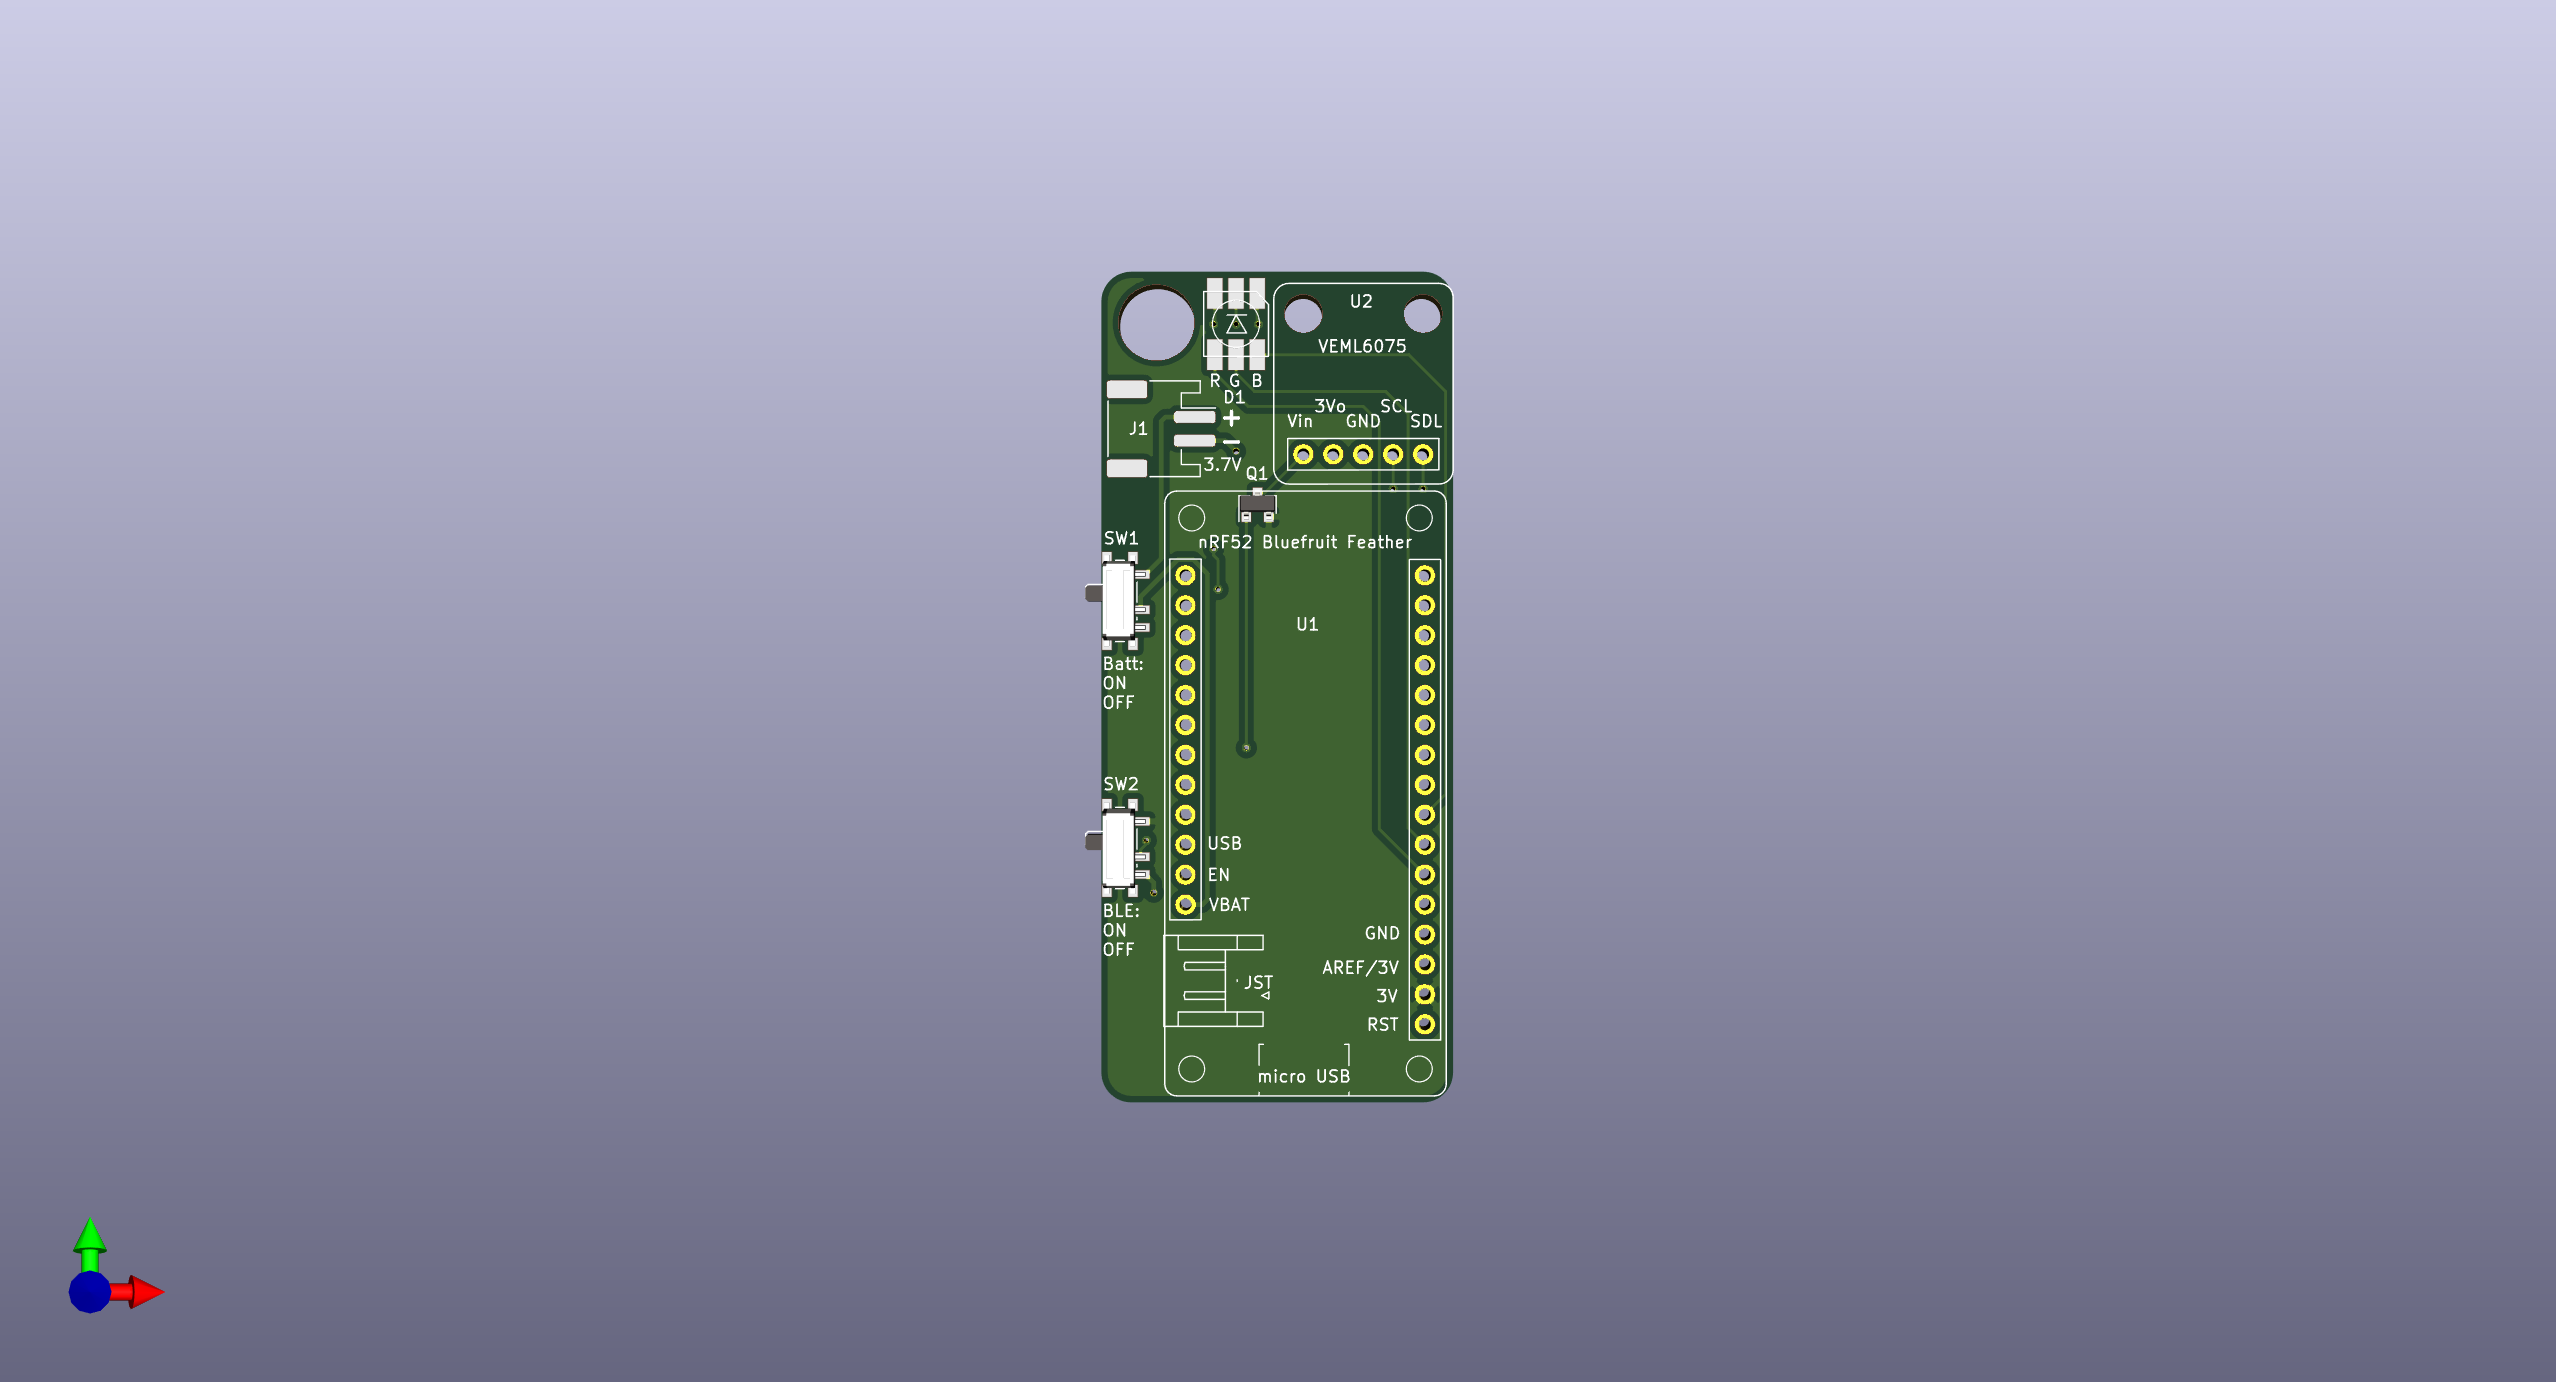 U2
VEML6075
R G B
D1
3Vo SCL
Vin GND SDL
J1
+
-
3.7V
Q1
SW1
nRF52 Bluefruit Feather
U1
Batt:
ON
OFF
SW2
USB
EN
VBAT
BLE:
ON
OFF
GND
AREF/3V
JST
3V
RST
micro USB